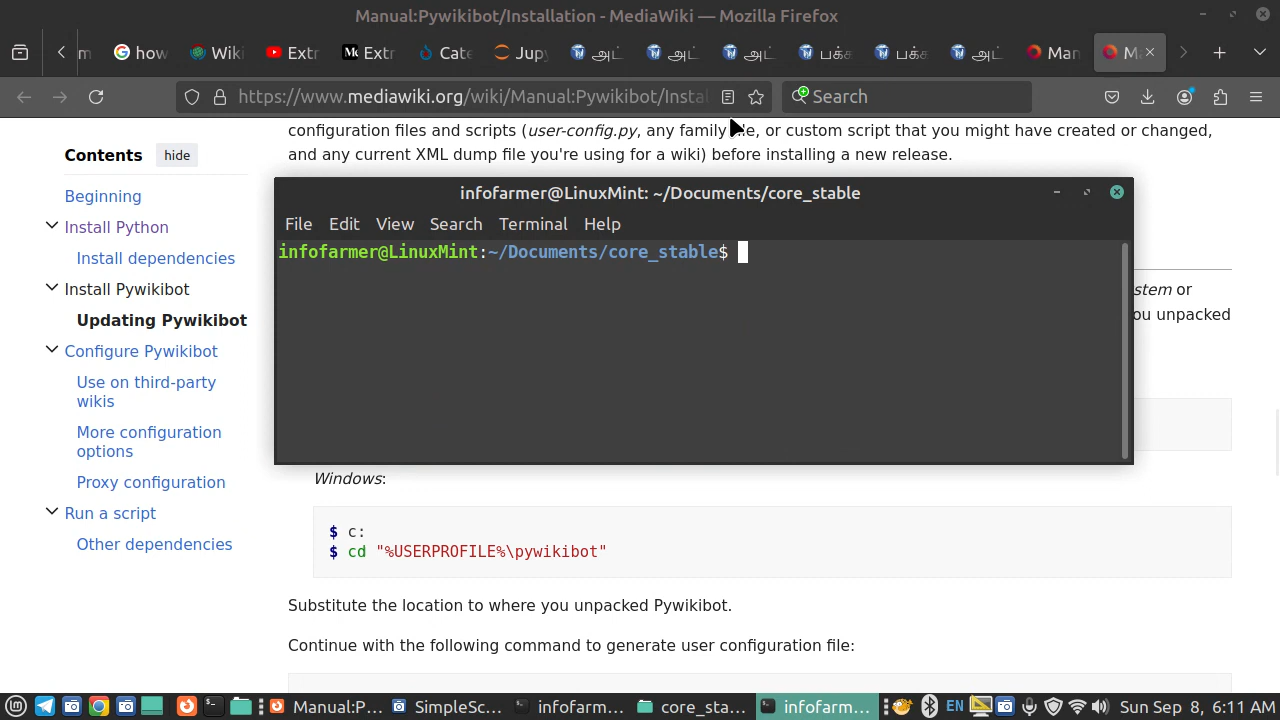 Manual:Pywikibot/Installation - MediaWiki — Mozilla Firefox
m
how
Wiki
Extr
Extr
Cate
Jupy
அட
அட
அட
பக்க
பக்க
அட
Man
M
https://www.mediawiki.org/wiki/Manual:Pywikibot/Instal
Search
configuration files and scripts (user-config.py, any family file, or custom script that you might have created or changed,
and any current XML dump file you're using for a wiki) before installing a new release.
Contents hide
Beginning
Install Python
Install dependencies
Install Pywikibot
Updating Pywikibot
Configure Pywikibot
Use on third-party
wikis
More configuration
options
Proxy configuration
Run a script
Other dependencies
infofarmer@LinuxMint: ~/Documents/core_stable
File Edit View Search Terminal Help
infofarmer@LinuxMint:~/Documents/core_stable$
stem or
ou unpacked
Windows:
$ c:
$ cd "%USERPROFILE%\pywikibot"
Substitute the location to where you unpacked Pywikibot.
Continue with the following command to generate user configuration file:
Manual:P...
SimpleSc...
infofarm...
core_sta...
infofarm...
EN
Sun Sep 8, 6:11 AM